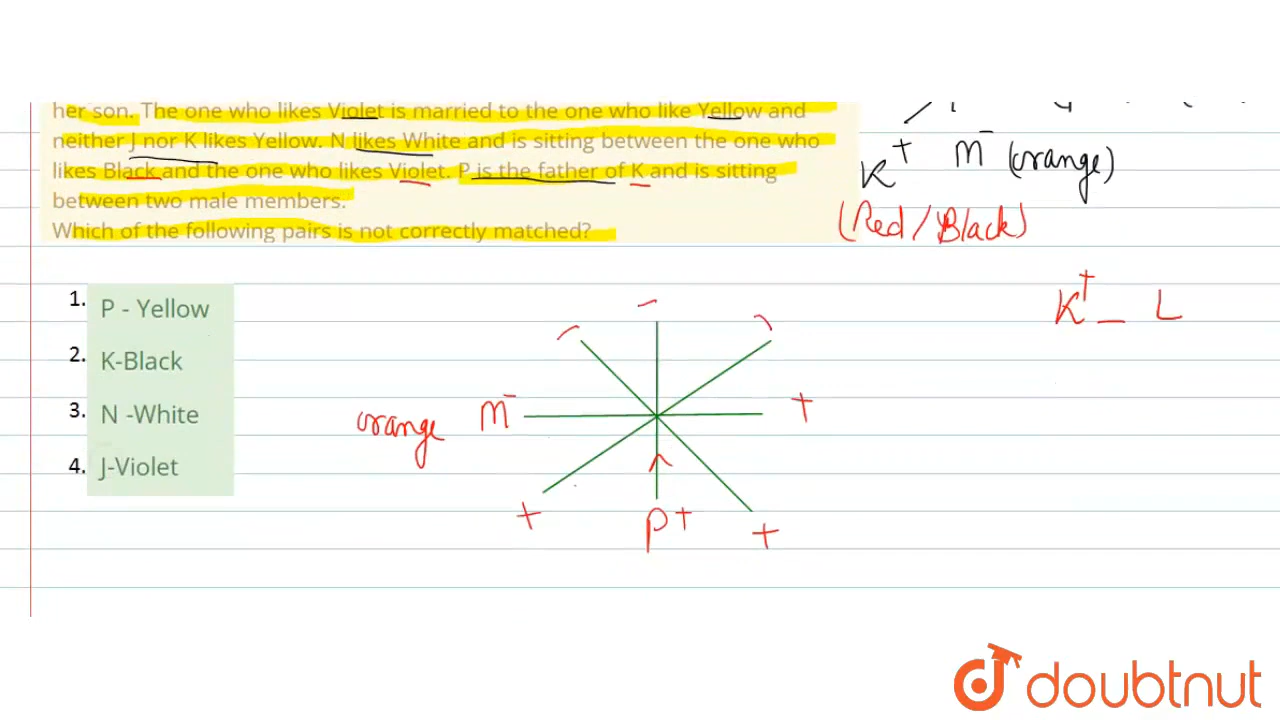 her son. The one who likes Violet is married to the one who like Yellow and
neither J nor K likes Yellow. N likes White and is sitting between the one who
likes Black and the one who likes Violet. P is the father of K and is sitting
between two male members.
Which of the following pairs is not correctly matched?
K+ M- (orange)
(Red/Black)
1. P - Yellow
2. K-Black
3. N -White
4. J-Violet
K+ _ L
-
orange M- +
+ P+ +
doubtnut